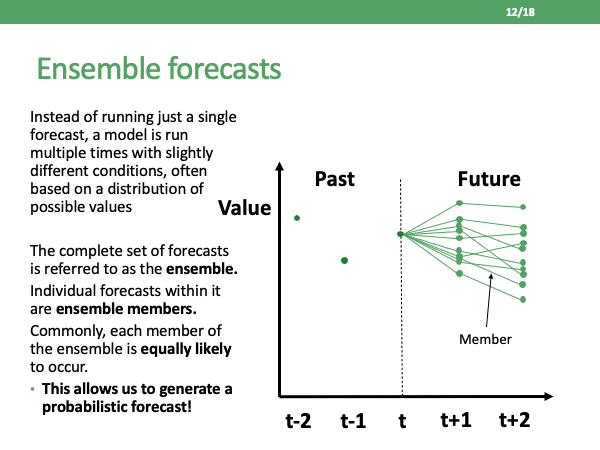 12/18
Ensemble forecasts
Instead of running just a single
forecast, a model is run
multiple times with slightly
different conditions, often
based on a distribution of
possible values
The complete set of forecasts
is referred to as the ensemble.
Individual forecasts within it
are ensemble members.
Commonly, each member of
the ensemble is equally likely
to occur.
• This allows us to generate a
probabilistic forecast!
Past
Future
Value
Member
t-2
t-1
t
t+1
t+2